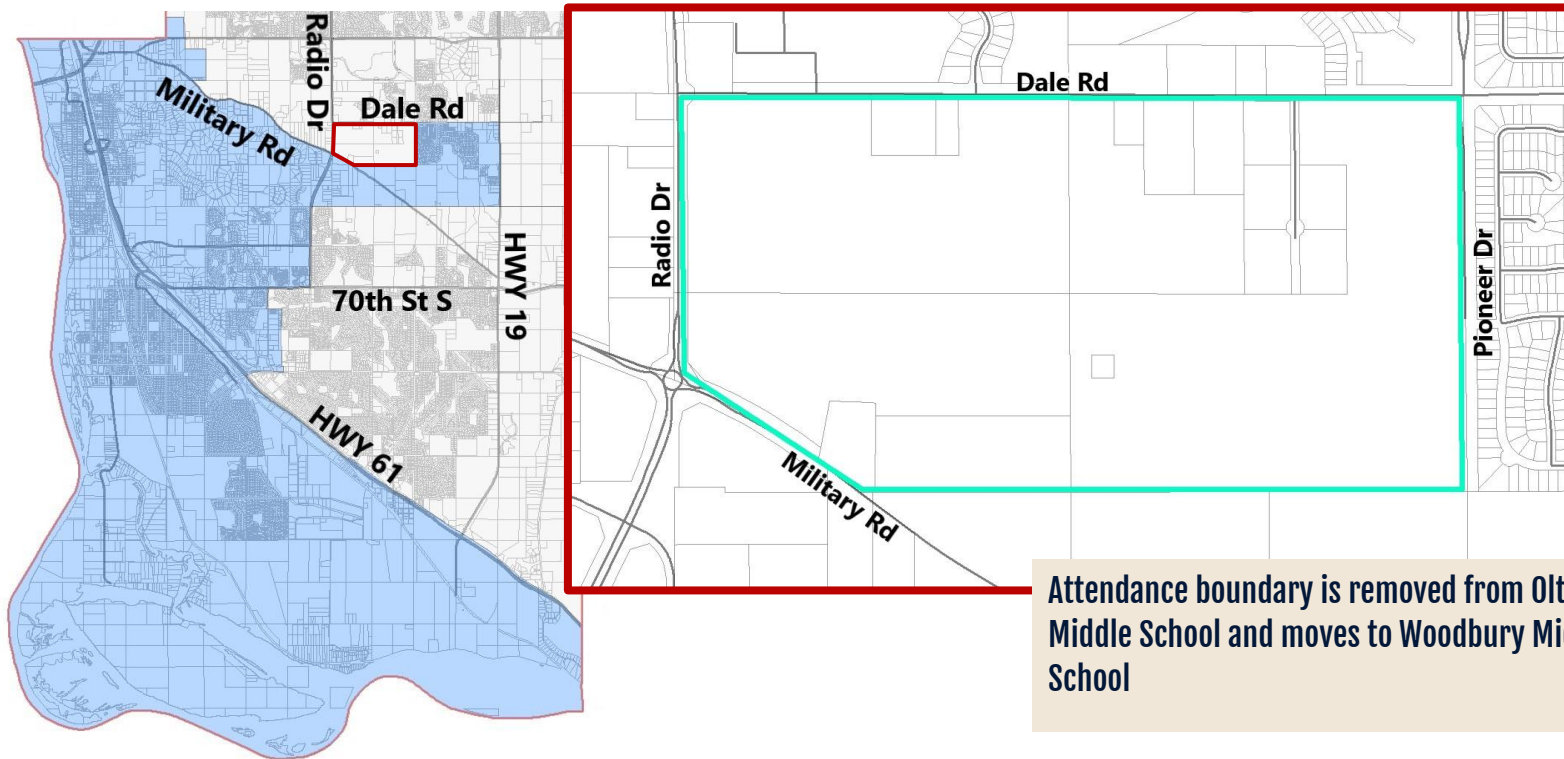 Radio Dr
Dale Rd
Military Rd
HWY 19
70th St S
HWY 61
Dale Rd
Radio Dr
Pioneer Dr
Military Rd
Attendance boundary is removed from Olt
Middle School and moves to Woodbury Mi
School